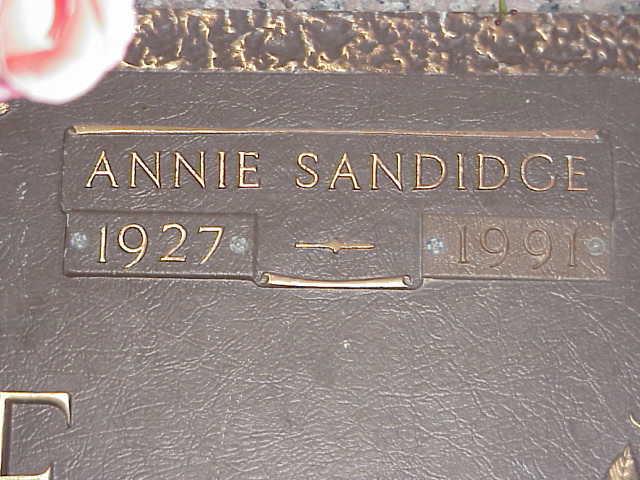 ANNIE SANDIDGE
1927 — 1991
E